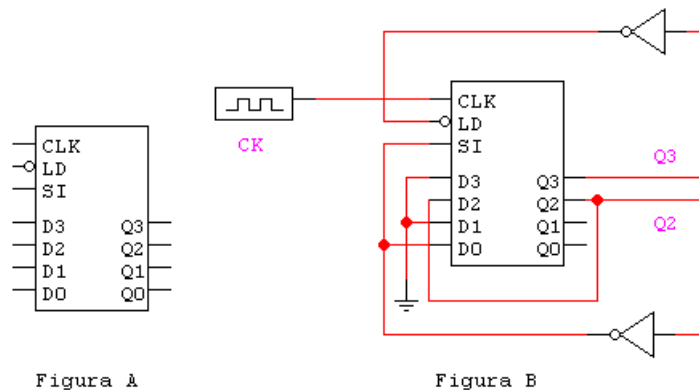 CLK
LD
SI
D3 Q3
D2 Q2
D1 Q1
D0 Q0
Figura A
CK
CLK
LD
SI
D3 Q3
D2 Q2
D1 Q1
D0 Q0
Q3
Q2
Figura B